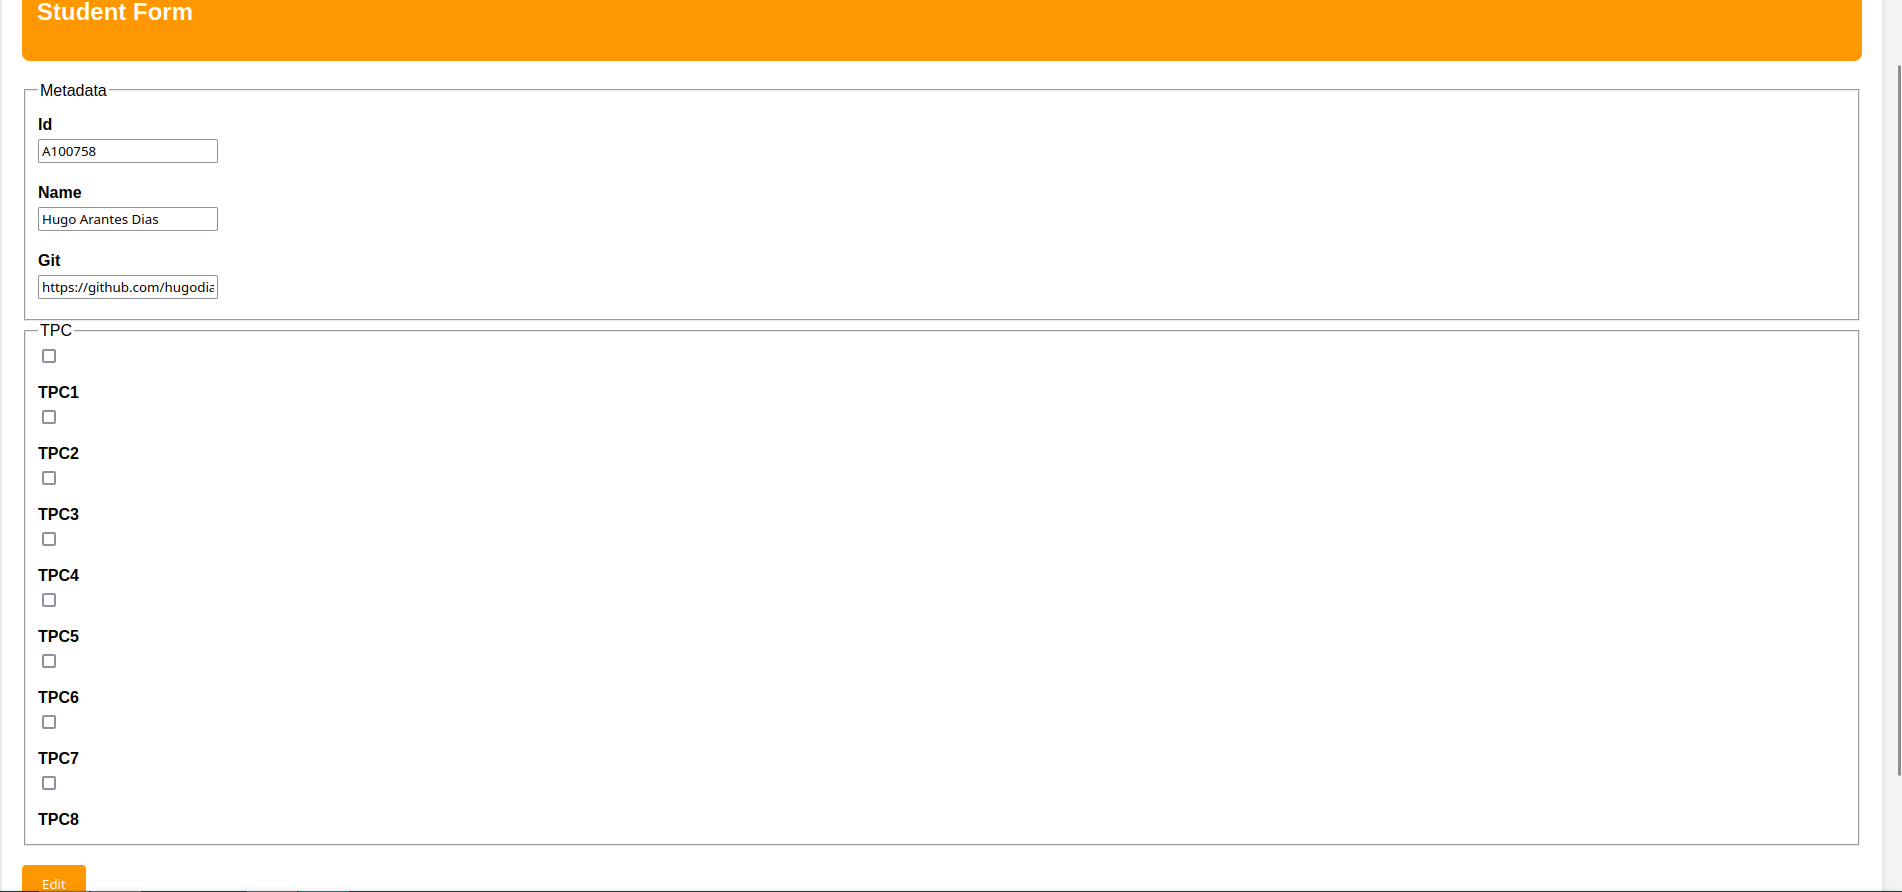 Student Form
Metadata
Id
A100758
Name
Hugo Arantes Dias
Git
https://github.com/hugodia
TPC
TPC1
TPC2
TPC3
TPC4
TPC5
TPC6
TPC7
TPC8
Edit